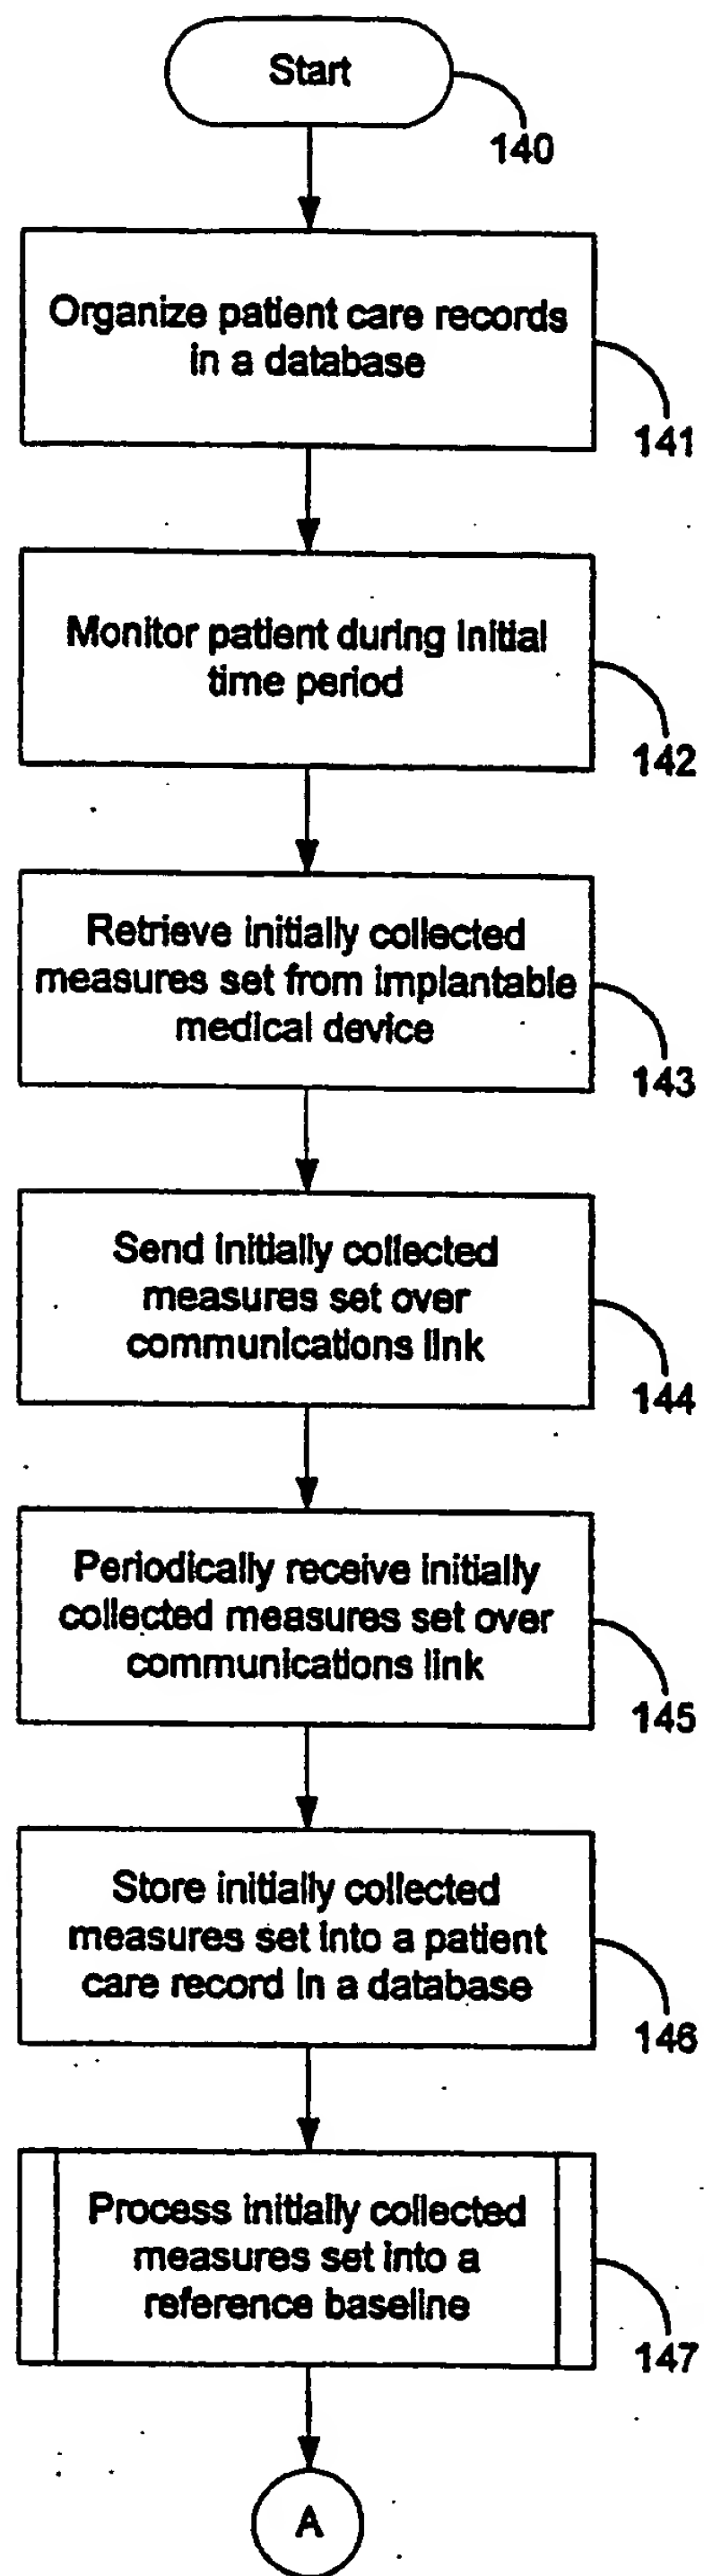 Start
140
Organize patient care records
in a database
141
Monitor patient during initial
time period
142
Retrieve initially collected
measures set from implantable
medical device
143
Send initially collected
measures set over
communications link
144
Periodically receive initially
collected measures set over
communications link
145
Store initially collected
measures set into a patient
care record in a database
146
Process initially collected
measures set into a
reference baseline
147
A